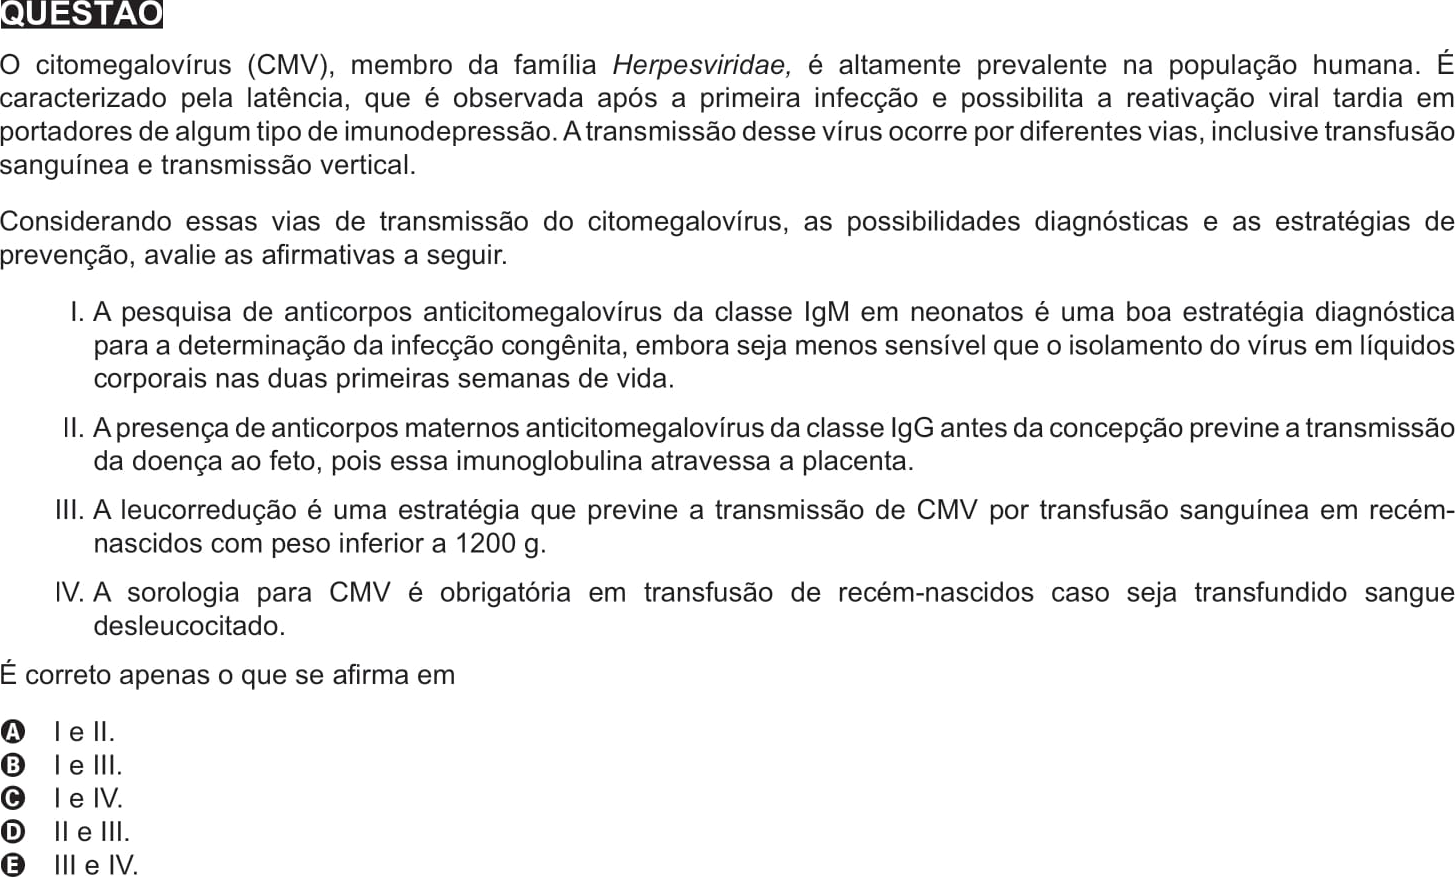 QUESTÃO
O citomegalovírus (CMV), membro da família Herpesviridae, é altamente prevalente na população humana. É
caracterizado pela latência, que é observada após a primeira infecção e possibilita a reativação viral tardia em
portadores de algum tipo de imunodepressão. A transmissão desse vírus ocorre por diferentes vias, inclusive transfusão
sanguínea e transmissão vertical.
Considerando essas vias de transmissão do citomegalovírus, as possibilidades diagnósticas e as estratégias de
prevenção, avalie as afirmativas a seguir.
I. A pesquisa de anticorpos anticitomegalovírus da classe IgM em neonatos é uma boa estratégia diagnóstica
para a determinação da infecção congênita, embora seja menos sensível que o isolamento do vírus em líquidos
corporais nas duas primeiras semanas de vida.
II. A presença de anticorpos maternos anticitomegalovírus da classe IgG antes da concepção previne a transmissão
da doença ao feto, pois essa imunoglobulina atravessa a placenta.
III. A leucorredução é uma estratégia que previne a transmissão de CMV por transfusão sanguínea em recém-
nascidos com peso inferior a 1200 g.
IV. A sorologia para CMV é obrigatória em transfusão de recém-nascidos caso seja transfundido sangue
desleucocitado.
É correto apenas o que se afirma em
A I e II.
B I e III.
C I e IV.
D II e III.
E III e IV.